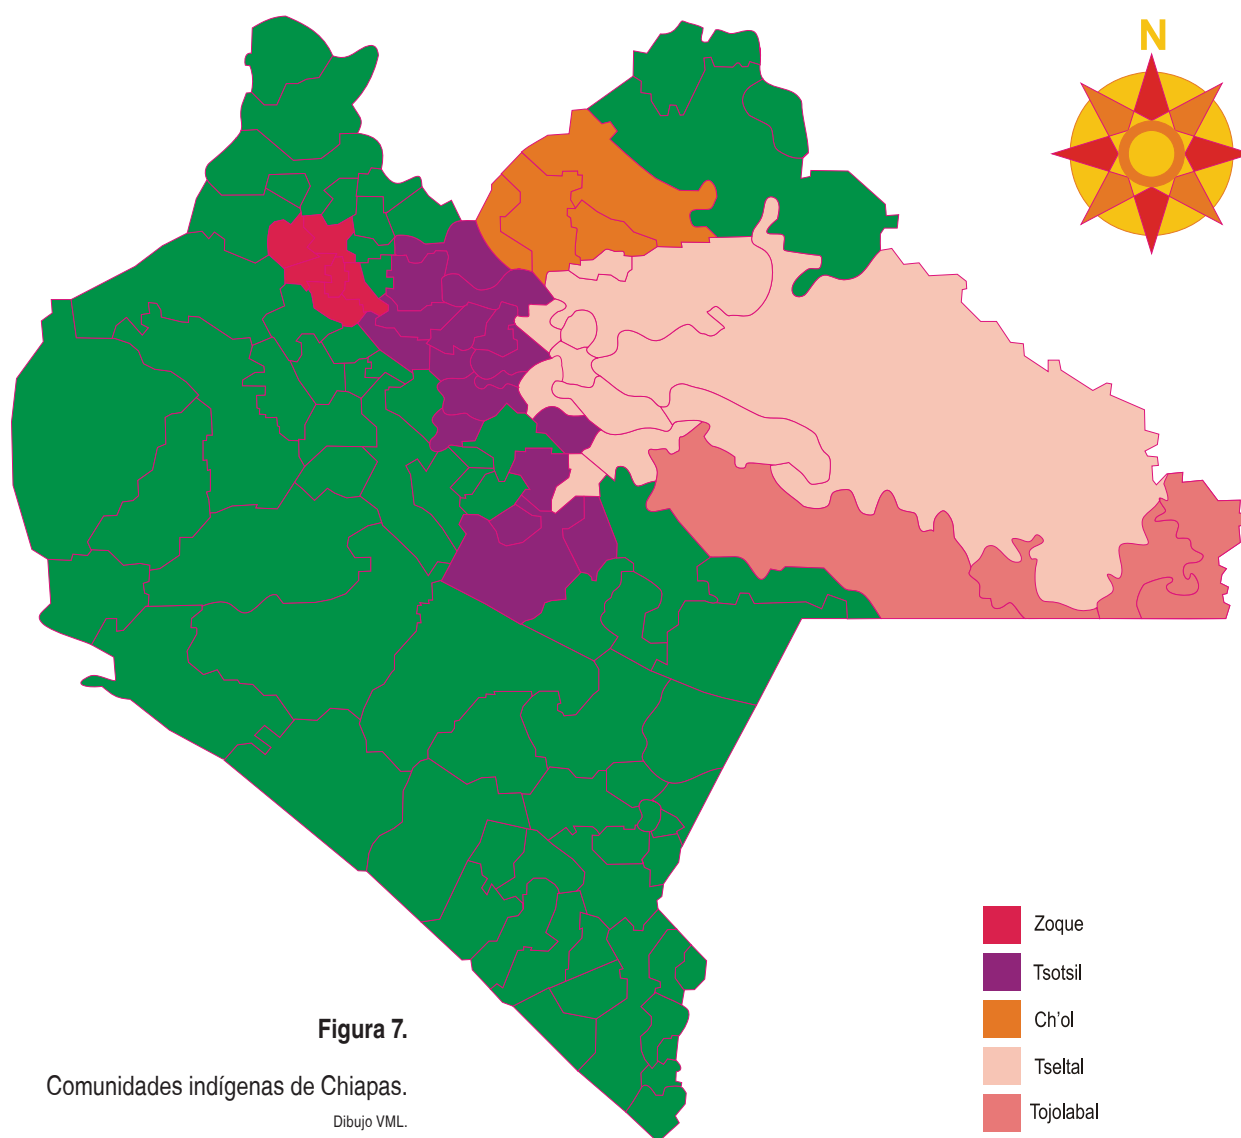 N
Zoque
Tsotsil
Ch'ol
Tseltal
Tojolabal
Figura 7.
Comunidades indígenas de Chiapas.
Dibujo VML.